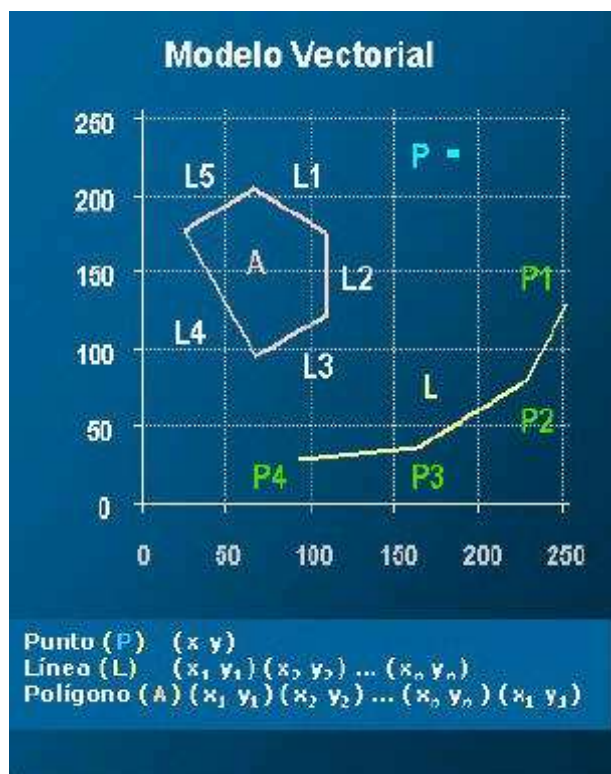 Modelo Vectorial
250
200
150
100
50
0
0 50 100 150 200 250
P
L5 L1
A
L2
L4
L3
P1
L
P2
P4 P3
Punto (P) (x y)
Línea (L) (x₁ y₁) (x₂ y₂) ... (xₙ yₙ)
Polígono (A) (x₁ y₁) (x₂ y₂) ... (xₙ yₙ) (x₁ y₁)